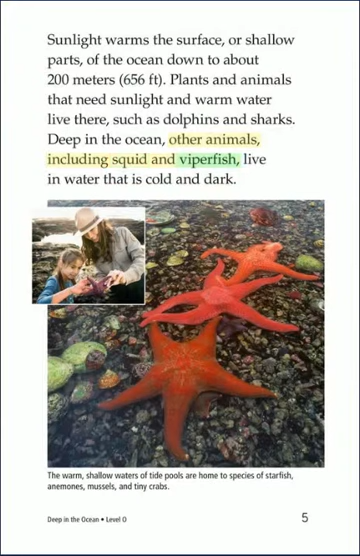 Sunlight warms the surface, or shallow
parts, of the ocean down to about
200 meters (656 ft). Plants and animals
that need sunlight and warm water
live there, such as dolphins and sharks.
Deep in the ocean, other animals,
including squid and viperfish, live
in water that is cold and dark.
The warm, shallow waters of tide pools are home to species of starfish,
anemones, mussels, and tiny crabs.
Deep in the Ocean • Level O
5